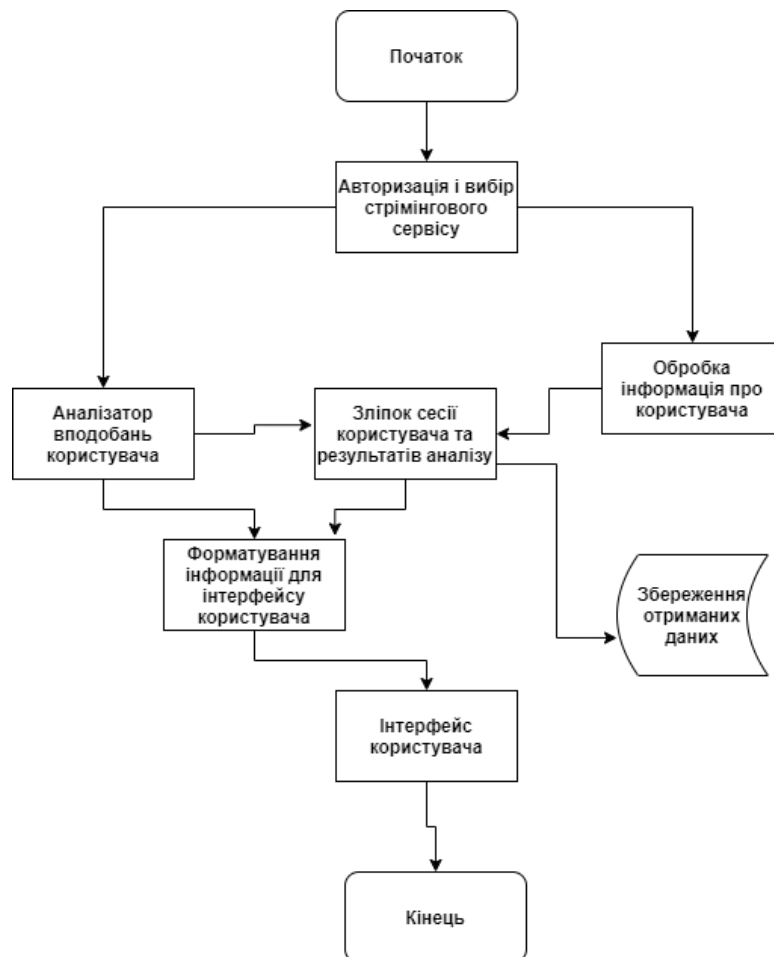 Початок
Авторизація і вибір
стрімінгового
сервісу
Обробка
інформація про
користувача
Аналізатор
вподобань
користувача
Зліпок сесії
користувача та
результатів аналізу
Форматування
інформації для
інтерфейсу
користувача
Збереження
отриманих
даних
Інтерфейс
користувача
Кінець